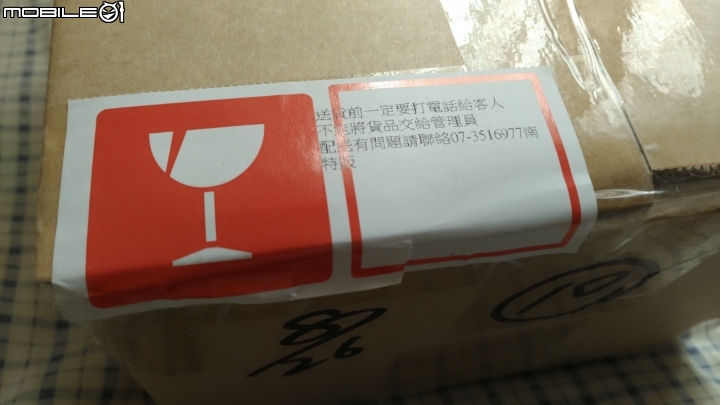 MOBILE01
送貨前一定要打電話給客人
不能將貨品交給管理員
配送有問題請聯絡07-3516977南
特販
10